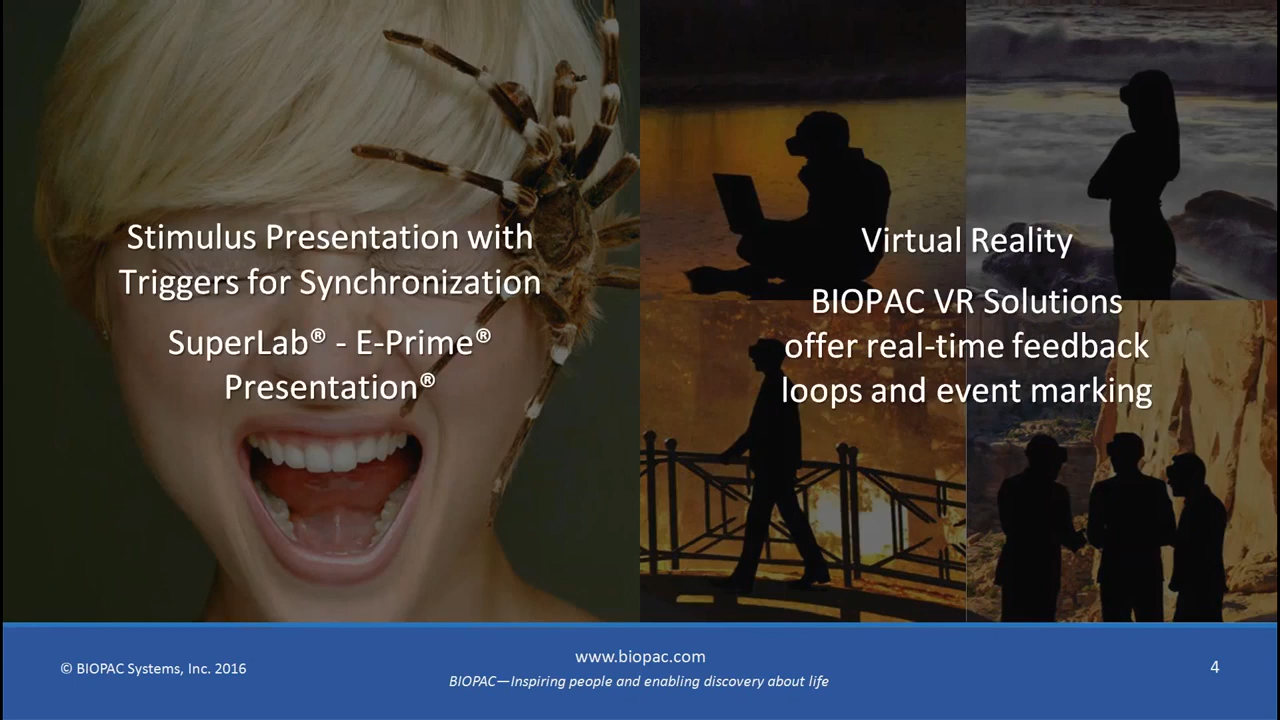 Stimulus Presentation with
Triggers for Synchronization
SuperLab® - E-Prime®
Presentation®
Virtual Reality
BIOPAC VR Solutions
offer real-time feedback
loops and event marking
© BIOPAC Systems, Inc. 2016
www.biopac.com
BIOPAC—Inspiring people and enabling discovery about life
4